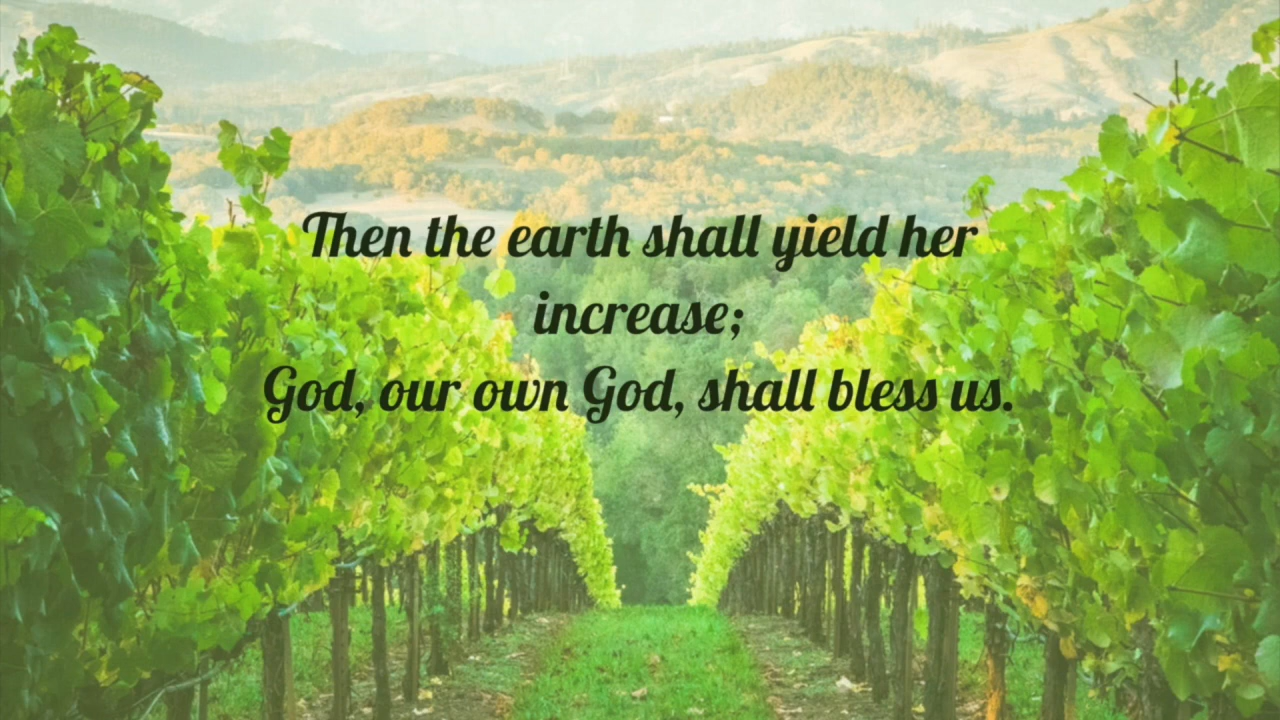 Then the earth shall yield her
increase;
God, our own God, shall bless us.